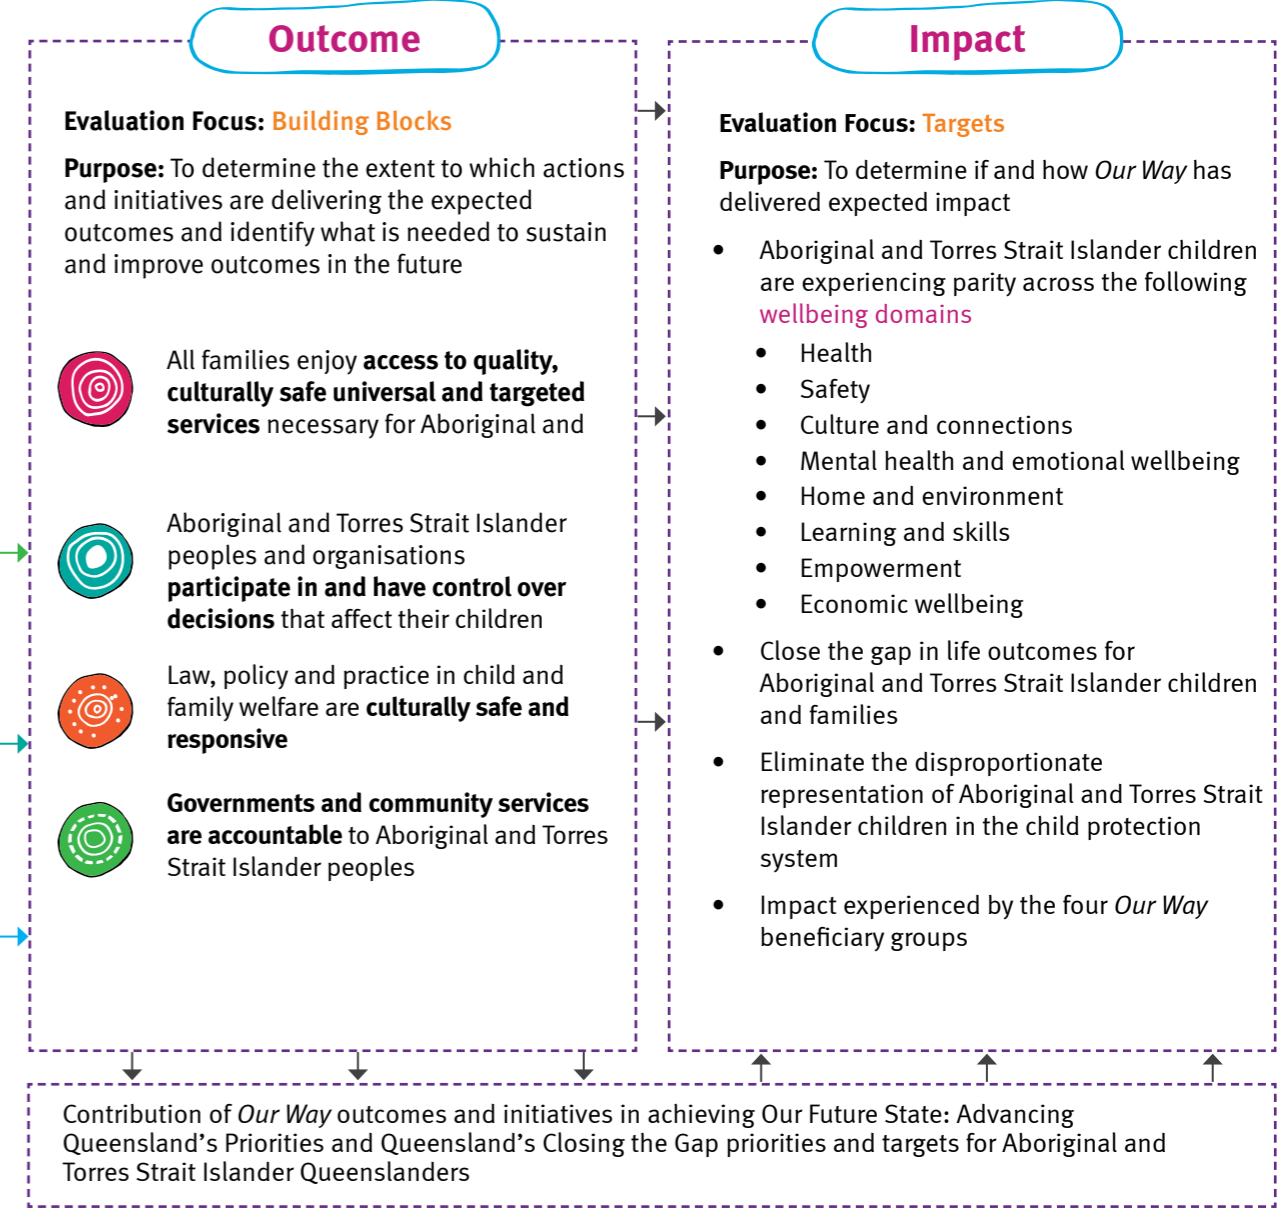 Outcome
Evaluation Focus: Building Blocks
Purpose: To determine the extent to which actions
and initiatives are delivering the expected
outcomes and identify what is needed to sustain
and improve outcomes in the future
All families enjoy access to quality,
culturally safe universal and targeted
services necessary for Aboriginal and
Aboriginal and Torres Strait Islander
peoples and organisations
participate in and have control over
decisions that affect their children
Law, policy and practice in child and
family welfare are culturally safe and
responsive
Governments and community services
are accountable to Aboriginal and Torres
Strait Islander peoples
Impact
Evaluation Focus: Targets
Purpose: To determine if and how Our Way has
delivered expected impact
• Aboriginal and Torres Strait Islander children
are experiencing parity across the following
wellbeing domains
• Health
• Safety
• Culture and connections
• Mental health and emotional wellbeing
• Home and environment
• Learning and skills
• Empowerment
• Economic wellbeing
• Close the gap in life outcomes for
Aboriginal and Torres Strait Islander children
and families
• Eliminate the disproportionate
representation of Aboriginal and Torres Strait
Islander children in the child protection
system
• Impact experienced by the four Our Way
beneficiary groups
Contribution of Our Way outcomes and initiatives in achieving Our Future State: Advancing
Queensland’s Priorities and Queensland’s Closing the Gap priorities and targets for Aboriginal and
Torres Strait Islander Queenslanders